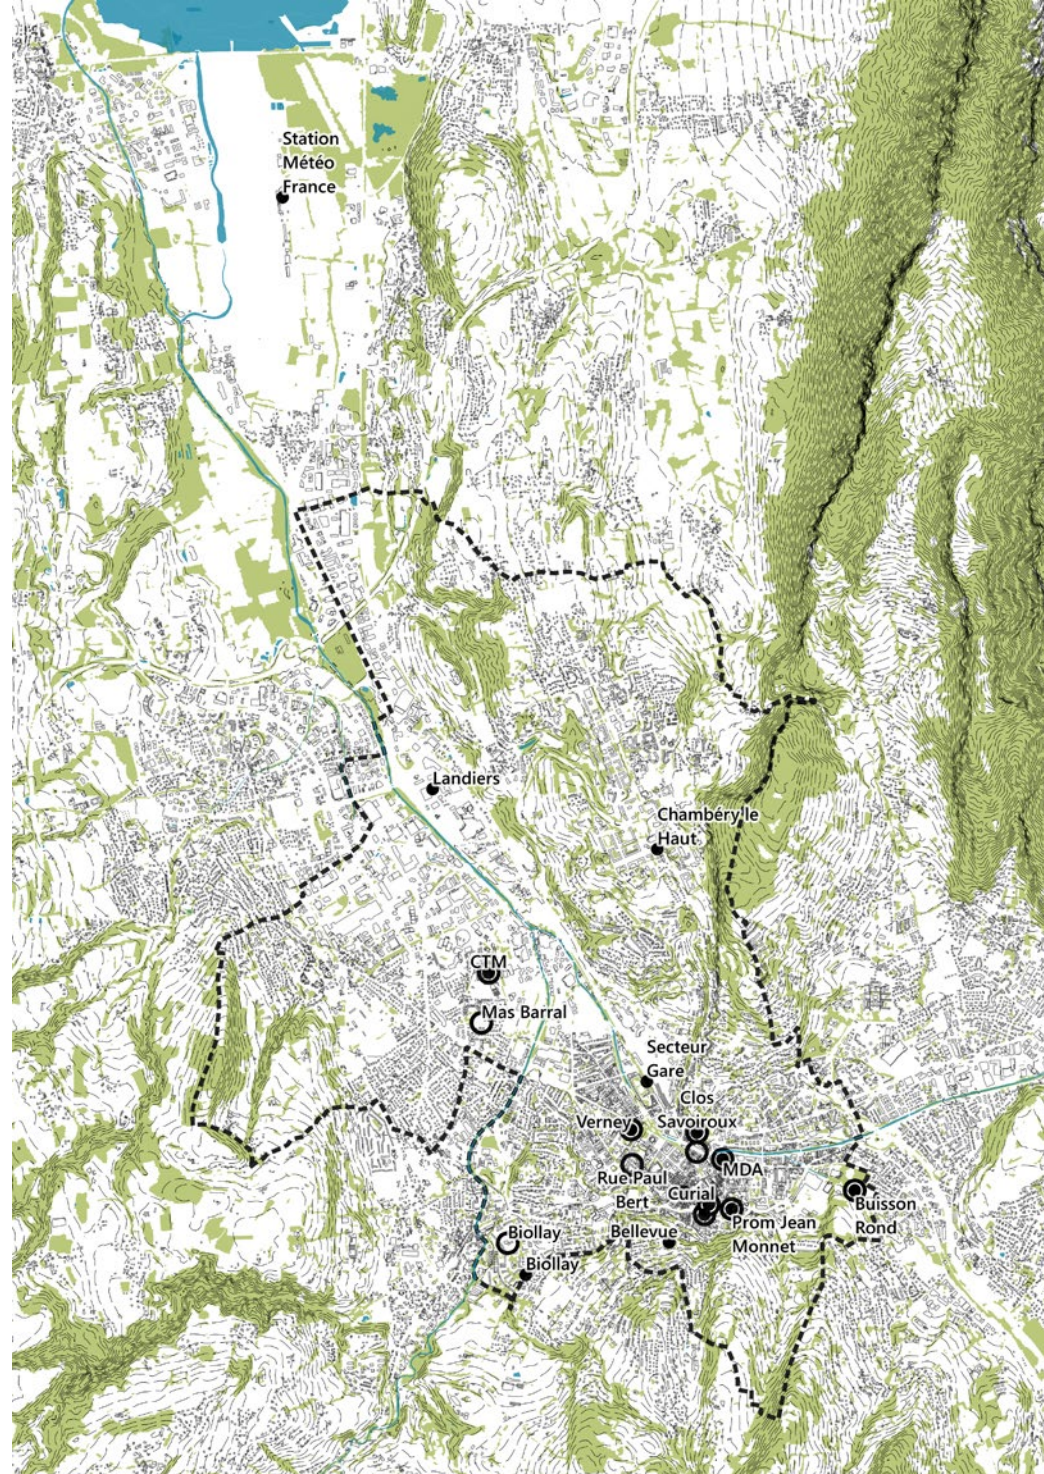 Station
Météo
France
Landiers
Chambéry le
Haut
CTM
Mas Barral
Secteur
Gare
Clos
Savoiroux
Verney
MDA
Rue Paul
Bert
Curial
Buisson
Rond
Prom Jean
Monnet
Bellevue
Biollay
Biollay